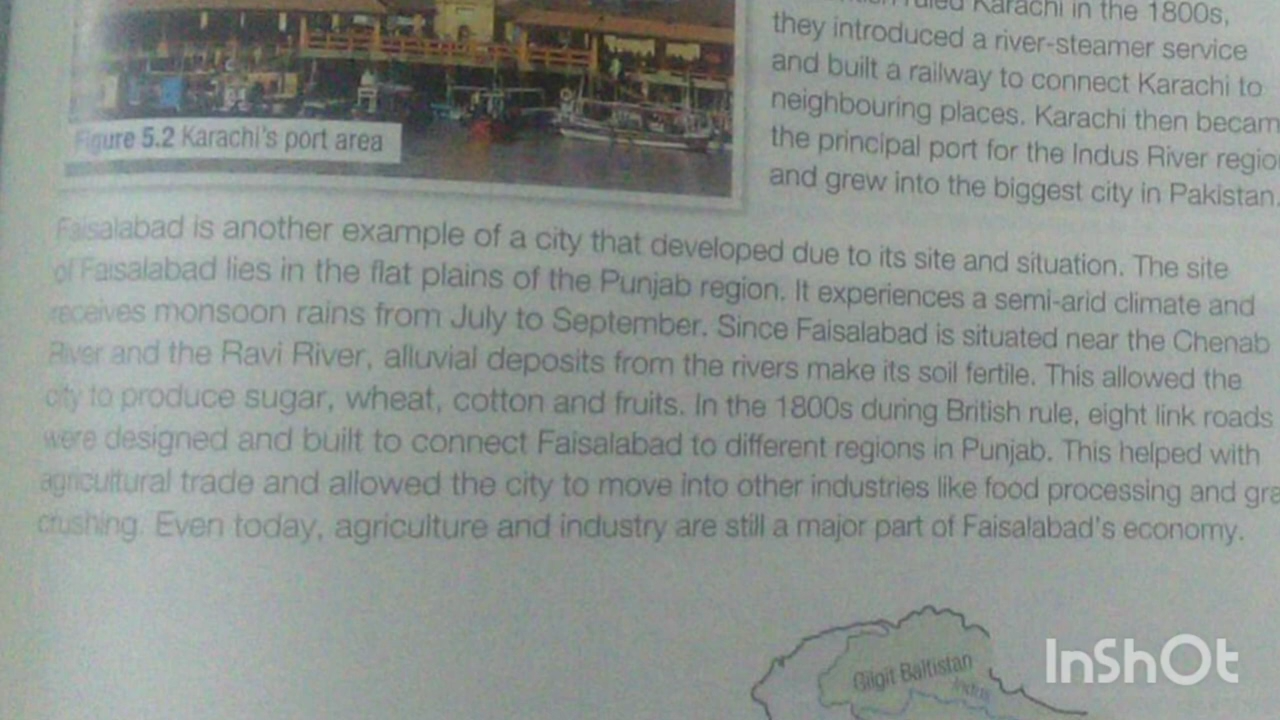 ruled Karachi in the 1800s,
they introduced a river-steamer service
and built a railway to connect Karachi to
neighbouring places. Karachi then becam
the principal port for the Indus River regio
and grew into the biggest city in Pakistan.
Figure 5.2 Karachi's port area
Faisalabad is another example of a city that developed due to its site and situation. The site
of Faisalabad lies in the flat plains of the Punjab region. It experiences a semi-arid climate and
receives monsoon rains from July to September. Since Faisalabad is situated near the Chenab
River and the Ravi River, alluvial deposits from the rivers make its soil fertile. This allowed the
city to produce sugar, wheat, cotton and fruits. In the 1800s during British rule, eight link roads
were designed and built to connect Faisalabad to different regions in Punjab. This helped with
agricultural trade and allowed the city to move into other industries like food processing and gra
crushing. Even today, agriculture and industry are still a major part of Faisalabad's economy.
Gilgit Baltistan
Indus
InShOt